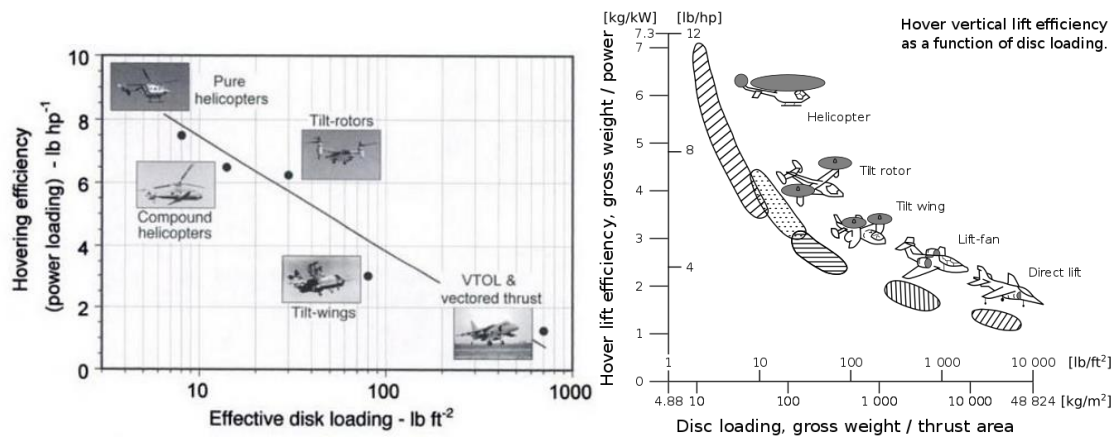 10
8
6
4
2
0
10
100
1000
Hovering efficiency
(power loading) - lb hp-1
Effective disk loading - lb ft-2
Pure
helicopters
Tilt-rotors
Compound
helicopters
Tilt-wings
VTOL &
vectored thrust
[kg/kW]
[lb/hp]
Hover vertical lift efficiency
as a function of disc loading.
7.3
12
7
6
5
8
4
3
4
2
1
0
Hover lift efficiency, gross weight / power
Helicopter
Tilt rotor
Tilt wing
Lift-fan
Direct lift
1
10
100
1 000
10 000
[lb/ft2]
4.88
10
100
1 000
10 000
48 824
[kg/m2]
Disc loading, gross weight / thrust area